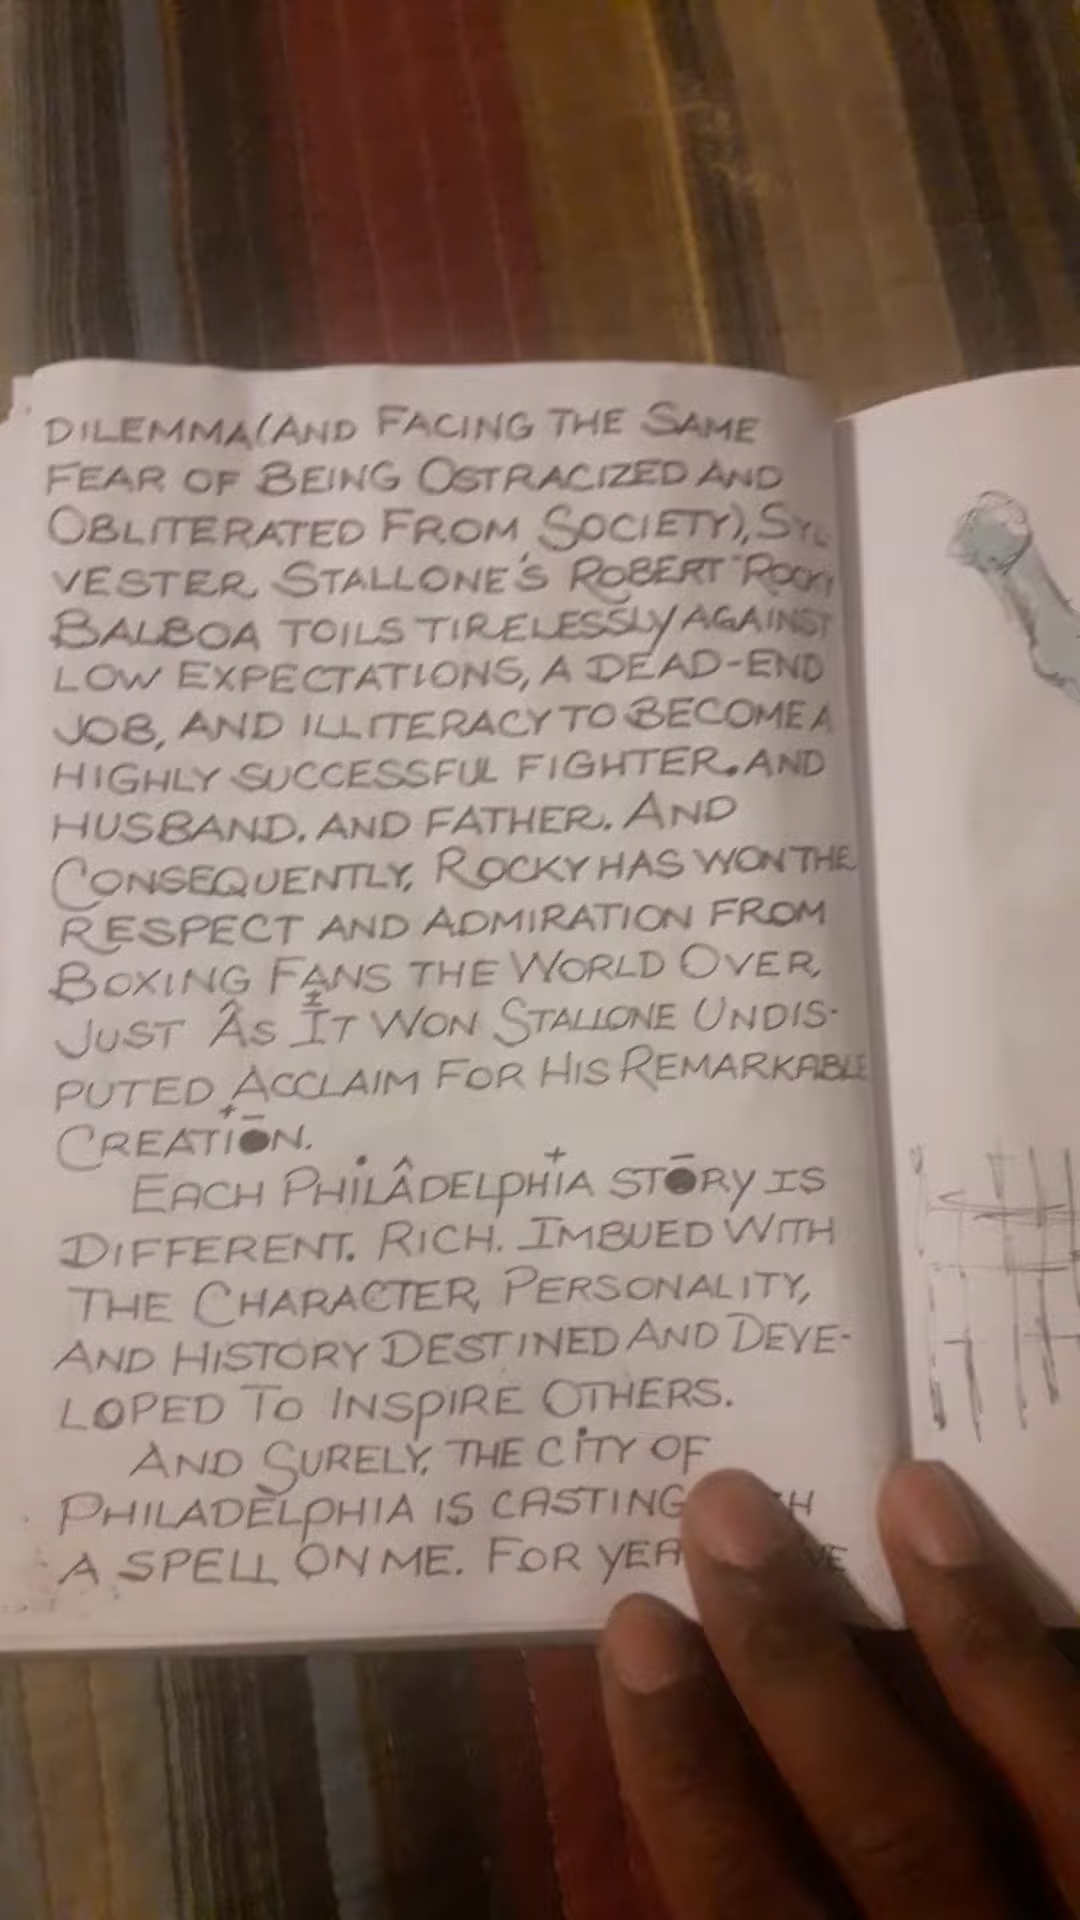 DILEMMA (AND FACING THE SAME
FEAR OF BEING OSTRACIZED AND
OBLITERATED FROM SOCIETY), SYL
VESTER STALLONE'S ROBERT "ROCKY
BALBOA TOILS TIRELESSLY AGAINST
LOW EXPECTATIONS, A DEAD-END
JOB, AND ILLITERACY TO BECOME A
HIGHLY SUCCESSFUL FIGHTER. AND
HUSBAND. AND FATHER. AND
CONSEQUENTLY, ROCKY HAS WON THE
RESPECT AND ADMIRATION FROM
BOXING FANS THE WORLD OVER,
JUST ÂS IT WON STALLONE UNDIS-
PUTED ACCLAIM FOR HIS REMARKABLE
CREATION.
EACH PHILÂDELPHIA STŌRY IS
DIFFERENT. RICH. IMBUED WITH
THE CHARACTER, PERSONALITY,
AND HISTORY DESTINED AND DEVE-
LOPED TO INSPIRE OTHERS.
AND SURELY, THE CITY OF
PHILADELPHIA IS CASTING
A SPELL ON ME. FOR